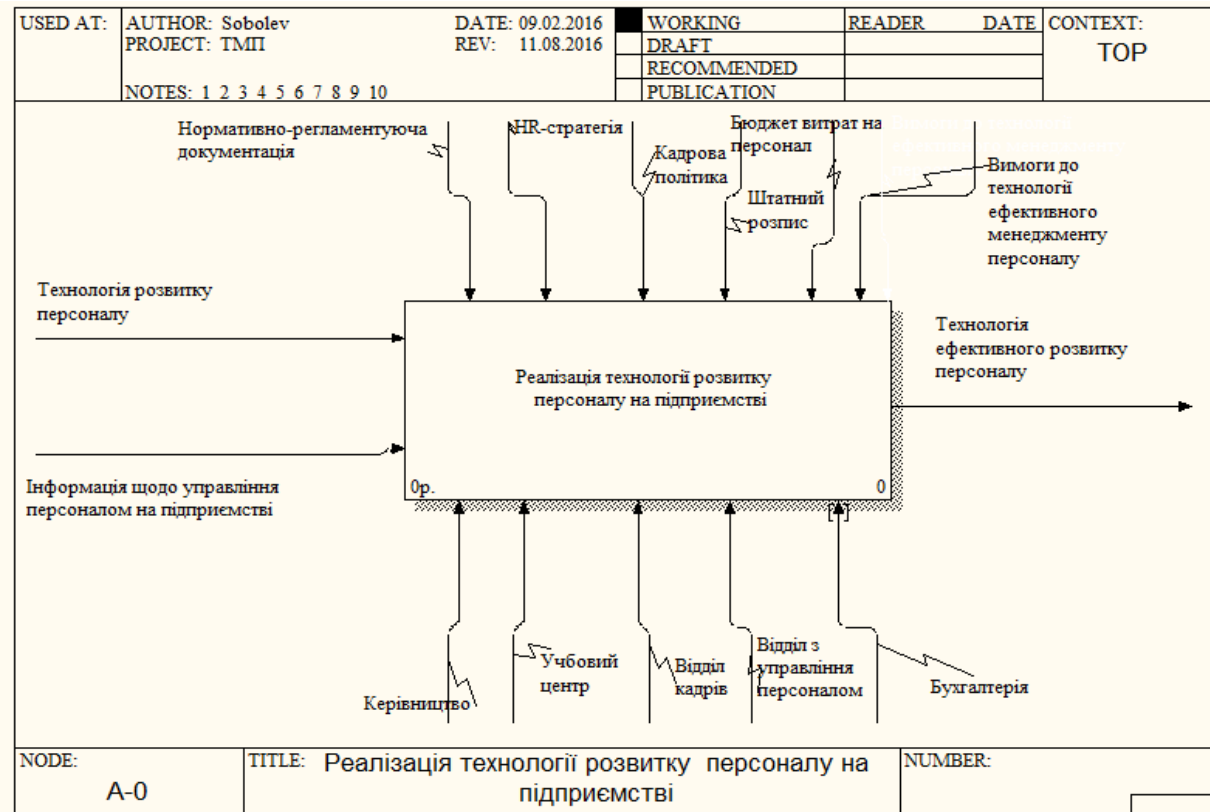 USED AT:
AUTHOR: Sobolev
DATE: 09.02.2016
PROJECT: ТМП
REV: 11.08.2016
NOTES: 1 2 3 4 5 6 7 8 9 10
WORKING
DRAFT
RECOMMENDED
PUBLICATION
READER
DATE
CONTEXT:
TOP
Нормативно-регламентуюча
документація
HR-стратегія
Кадрова
політика
Бюджет витрат на
персонал
Штатний
розпис
Вимоги до
технології
ефективного
менеджменту
персоналу
Технологія розвитку
персоналу
Інформація щодо управління
персоналом на підприємстві
Реалізація технології розвитку
персоналу на підприємстві
0р.
0
Технологія
ефективного розвитку
персоналу
Керівництво
Учбовий
центр
Відділ
кадрів
Відділ з
управління
персоналом
Бухгалтерія
NODE:
A-0
TITLE:
Реалізація технології розвитку персоналу на
підприємстві
NUMBER: